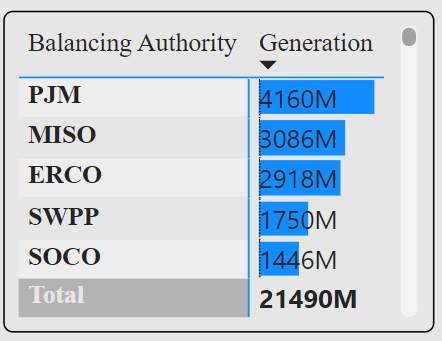 Balancing Authority Generation
PJM 4160M
MISO 3086M
ERCO 2918M
SWPP 1750M
SOCO 1446M
Total 21490M